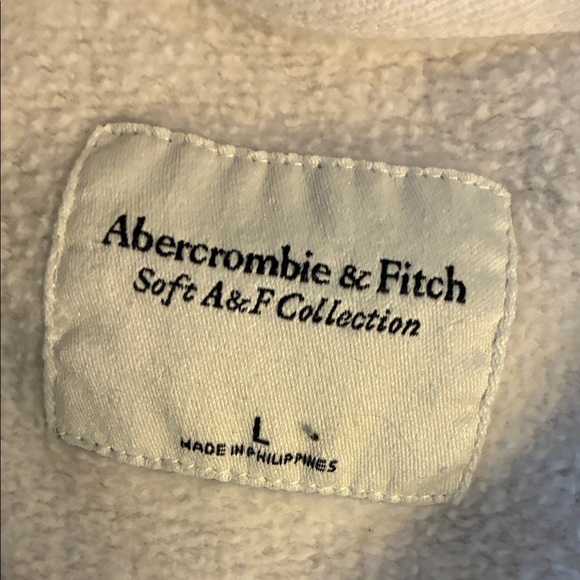 Abercrombie & Fitch
Soft A&F Collection
L
MADE IN PHILIPPINES